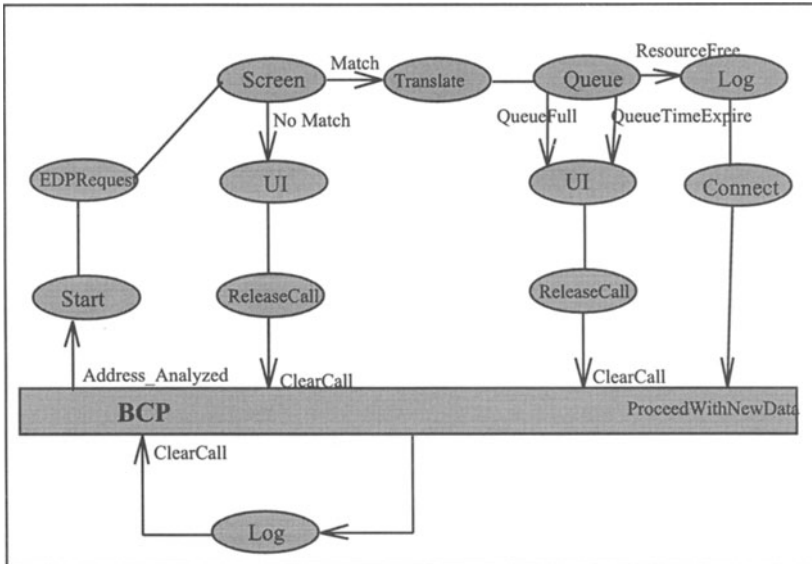 Match
ResourceFree
Screen
Translate
Queue
Log
No Match
QueueFull
QueueTimeExpire
EDPRequest
UI
UI
Connect
Start
ReleaseCall
ReleaseCall
Address_Analyzed
ClearCall
ClearCall
BCP
ProceedWithNewData
ClearCall
Log